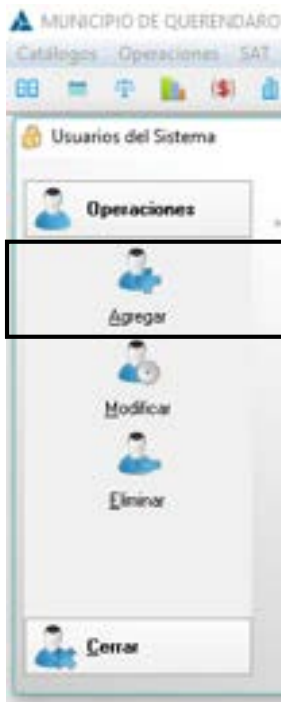 MUNICIPIO DE QUERENDARO
Catálogos Operaciones SAT
Usuarios del Sistema
Operaciones
Agregar
Modificar
Eliminar
Cerrar